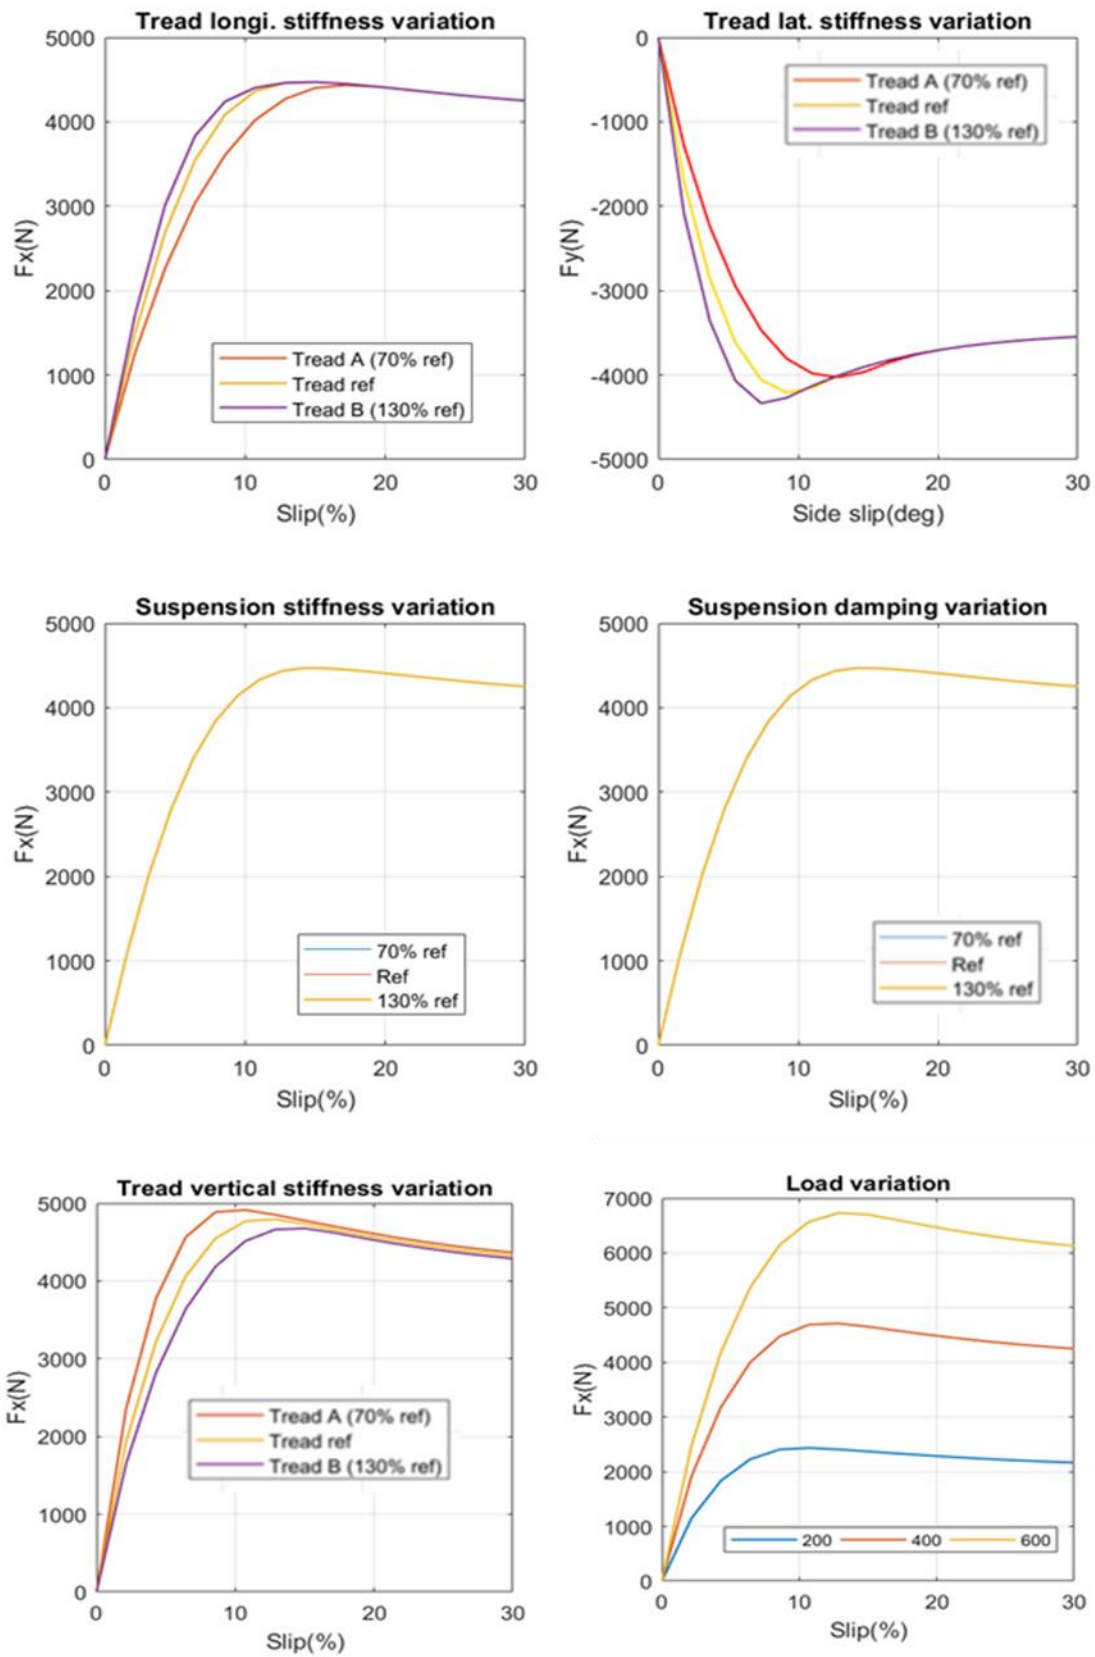 Tread longi. stiffness variation
5000
4000
3000
2000
1000
0
Fx(N)
Tread A (70% ref)
Tread ref
Tread B (130% ref)
0 10 20 30
Slip(%)
Tread lat. stiffness variation
0
-1000
-2000
-3000
-4000
-5000
Fy(N)
Tread A (70% ref)
Tread ref
Tread B (130% ref)
0 10 20 30
Side slip(deg)
Suspension stiffness variation
5000
4000
3000
2000
1000
0
Fx(N)
70% ref
Ref
130% ref
0 10 20 30
Slip(%)
Suspension damping variation
5000
4000
3000
2000
1000
0
Fx(N)
70% ref
Ref
130% ref
0 10 20 30
Slip(%)
Tread vertical stiffness variation
5000
4000
3000
2000
1000
0
Fx(N)
Tread A (70% ref)
Tread ref
Tread B (130% ref)
0 10 20 30
Slip(%)
Load variation
7000
6000
5000
4000
3000
2000
1000
0
Fx(N)
200 400 600
0 10 20 30
Slip(%)